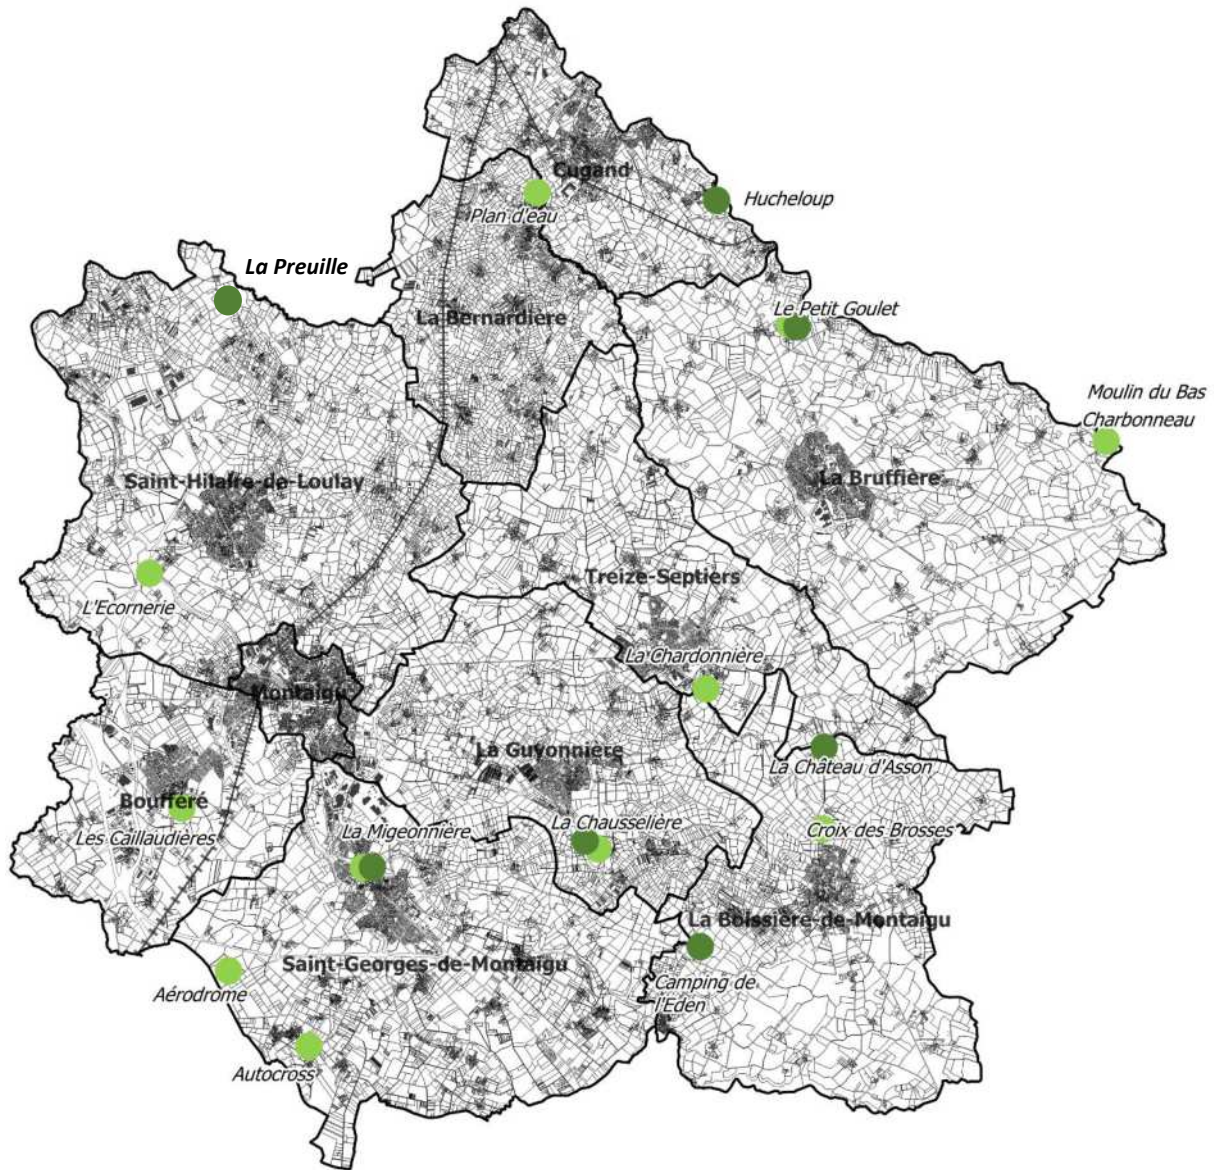 Cugand
Hucheloup
Plan d'eau
La Preuille
Le Petit Goulet
La Bernardière
Moulin du Bas
Charbonneau
Saint-Hilaire-de-Loulay
La Bruffière
Treize-Septiers
L'Ecornerie
La Chardonnière
Montaigu
La Guyonnière
La Château d'Asson
Boufféré
La Chausselière
Croix des Brosses
La Migeonnière
Les Caillaudières
La Boissière-de-Montaigu
Saint-Georges-de-Montaigu
Camping de
l'Eden
Aérodrome
Autocross